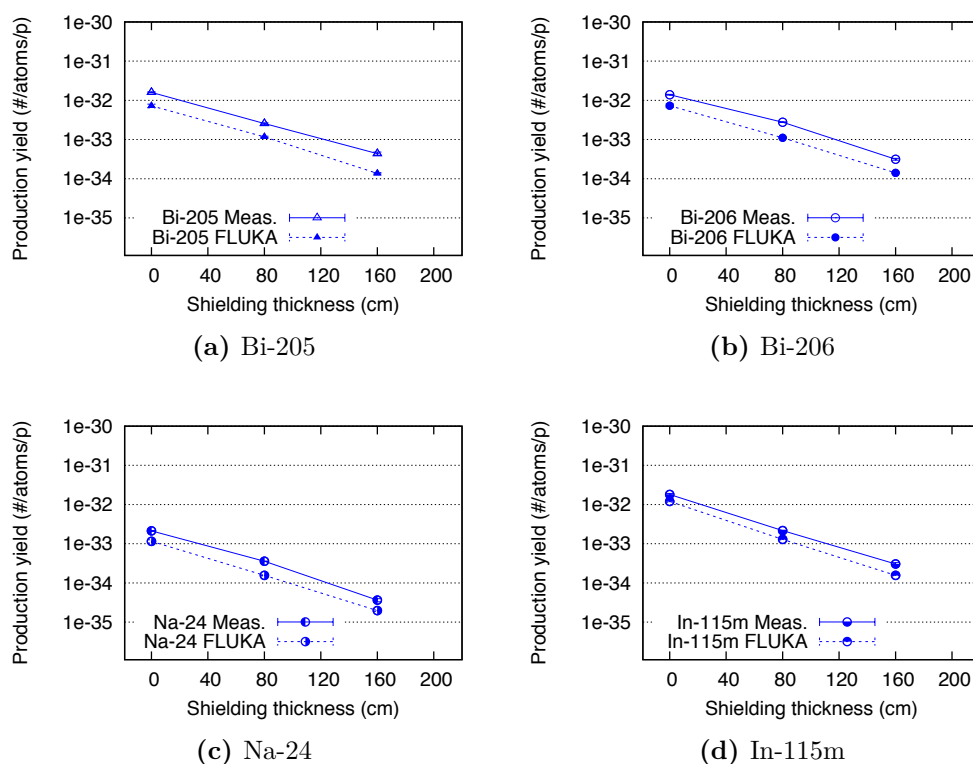 Production yield (#/atoms/p)
1e-30
1e-31
1e-32
1e-33
1e-34
1e-35
Bi-205 Meas.
Bi-205 FLUKA
0 40 80 120 160 200
Shielding thickness (cm)
(a) Bi-205
Production yield (#/atoms/p)
1e-30
1e-31
1e-32
1e-33
1e-34
1e-35
Bi-206 Meas.
Bi-206 FLUKA
0 40 80 120 160 200
Shielding thickness (cm)
(b) Bi-206
Production yield (#/atoms/p)
1e-30
1e-31
1e-32
1e-33
1e-34
1e-35
Na-24 Meas.
Na-24 FLUKA
0 40 80 120 160 200
Shielding thickness (cm)
(c) Na-24
Production yield (#/atoms/p)
1e-30
1e-31
1e-32
1e-33
1e-34
1e-35
In-115m Meas.
In-115m FLUKA
0 40 80 120 160 200
Shielding thickness (cm)
(d) In-115m